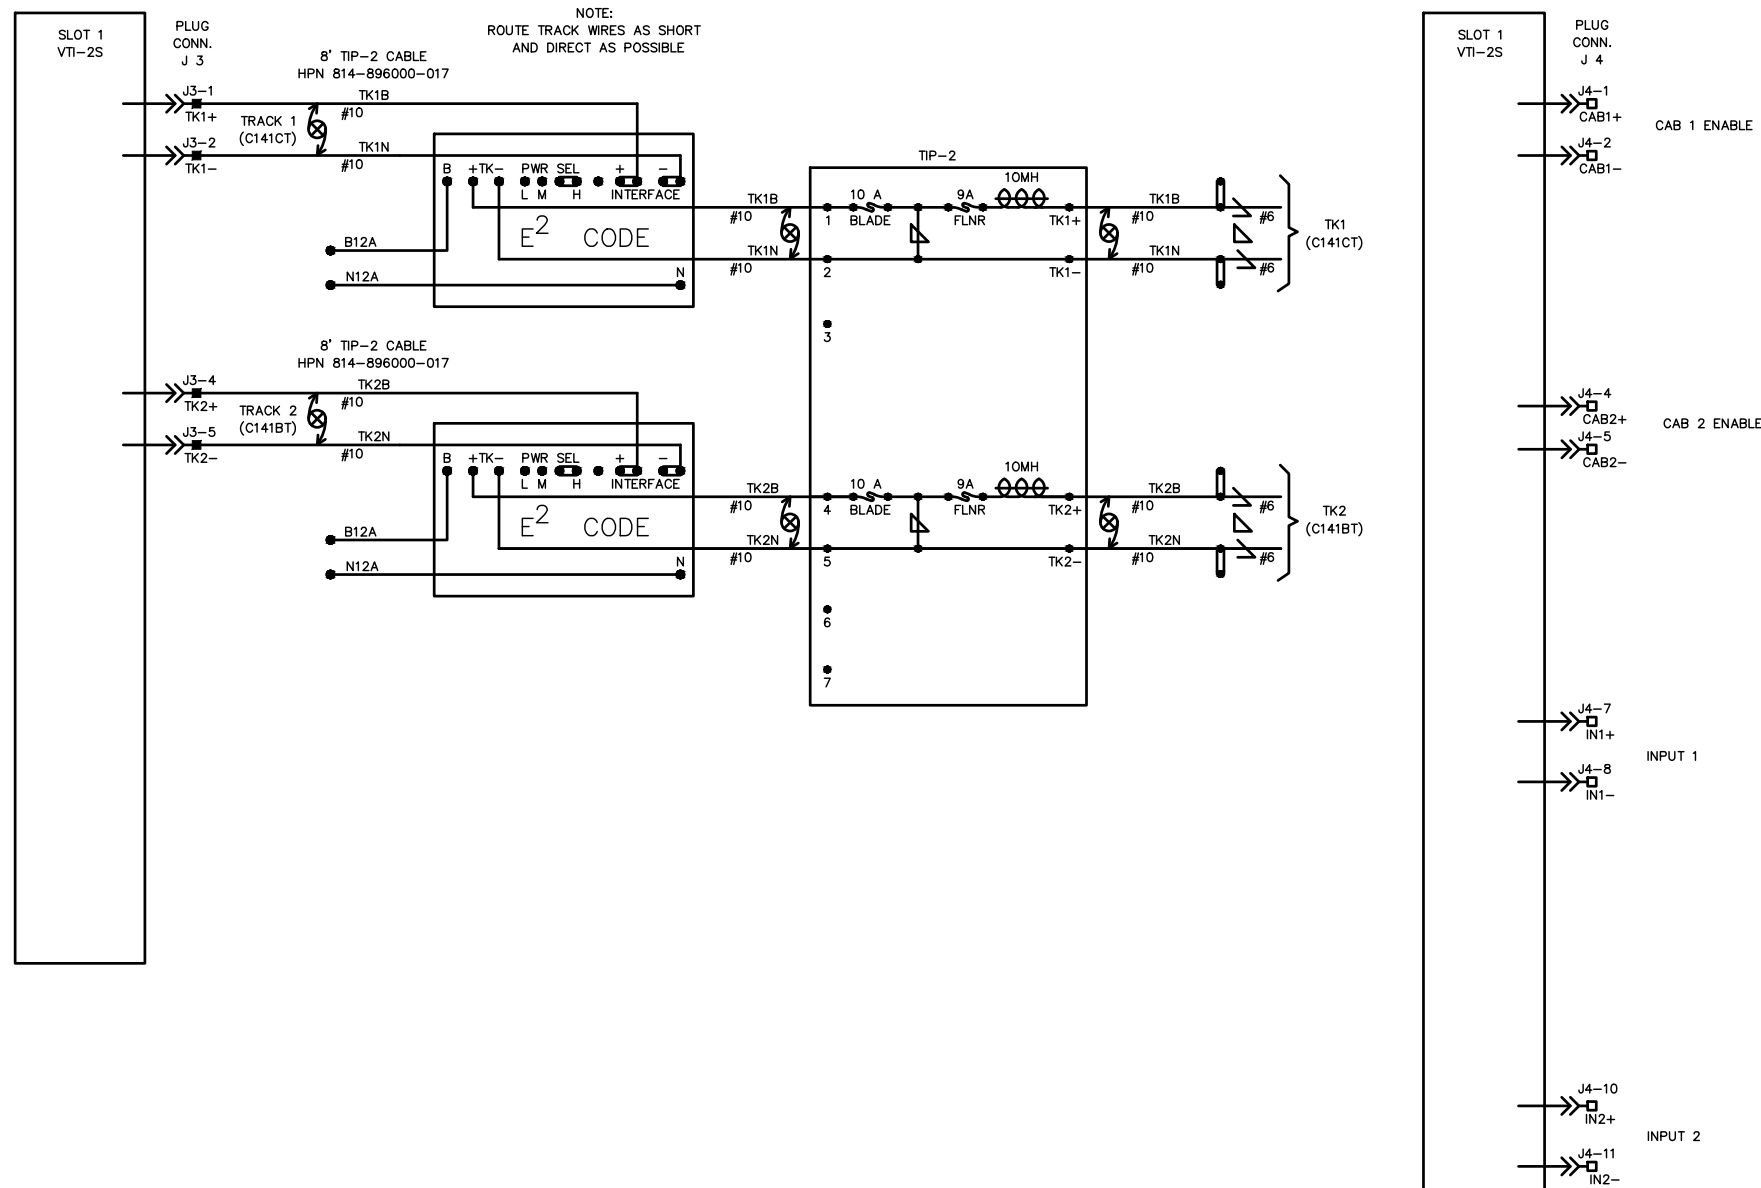 SLOT 1
VTI-2S
PLUG
CONN.
J 3
NOTE:
ROUTE TRACK WIRES AS SHORT
AND DIRECT AS POSSIBLE
8' TIP-2 CABLE
HPN 814-896000-017
J3-1
TK1+
TRACK 1
(C141CT)
J3-2
TK1-
TK1B
#10
TK1N
#10
B +TK- PWR SEL + -
L M H INTERFACE
E2 CODE
B12A
N12A
N
TK1B
#10
TK1N
#10
TIP-2
1
10 A
BLADE
9A
FLNR
10MH
TK1+
2
TK1-
3
TK1B
#10
#6
TK1N
#10
#6
TK1
(C141CT)
8' TIP-2 CABLE
HPN 814-896000-017
J3-4
TK2+
TRACK 2
(C141BT)
J3-5
TK2-
TK2B
#10
TK2N
#10
B +TK- PWR SEL + -
L M H INTERFACE
E2 CODE
B12A
N12A
N
TK2B
#10
TK2N
#10
4
10 A
BLADE
9A
FLNR
10MH
TK2+
5
TK2-
6
7
TK2B
#10
#6
TK2N
#10
#6
TK2
(C141BT)
SLOT 1
VTI-2S
PLUG
CONN.
J 4
J4-1
CAB1+
CAB 1 ENABLE
J4-2
CAB1-
J4-4
CAB2+
CAB 2 ENABLE
J4-5
CAB2-
J4-7
IN1+
INPUT 1
J4-8
IN1-
J4-10
IN2+
INPUT 2
J4-11
IN2-